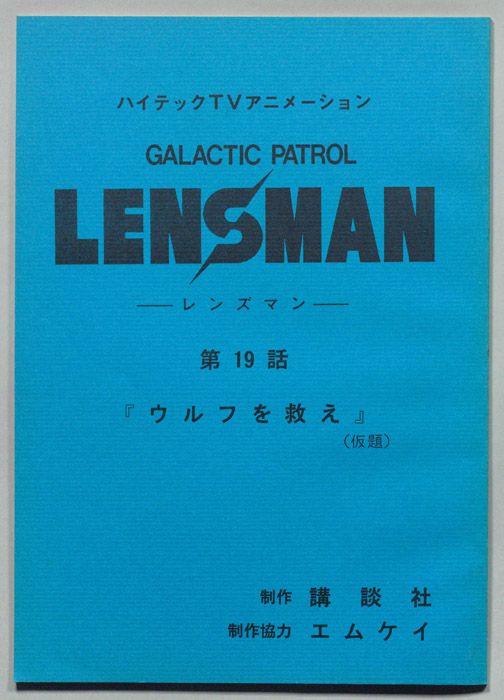 ハイテックTVアニメーション
GALACTIC PATROL
LENSMAN
──レンズマン──
第19話
『ウルフを救え』
(仮題)
制作 講談社
制作協力 エムケイ